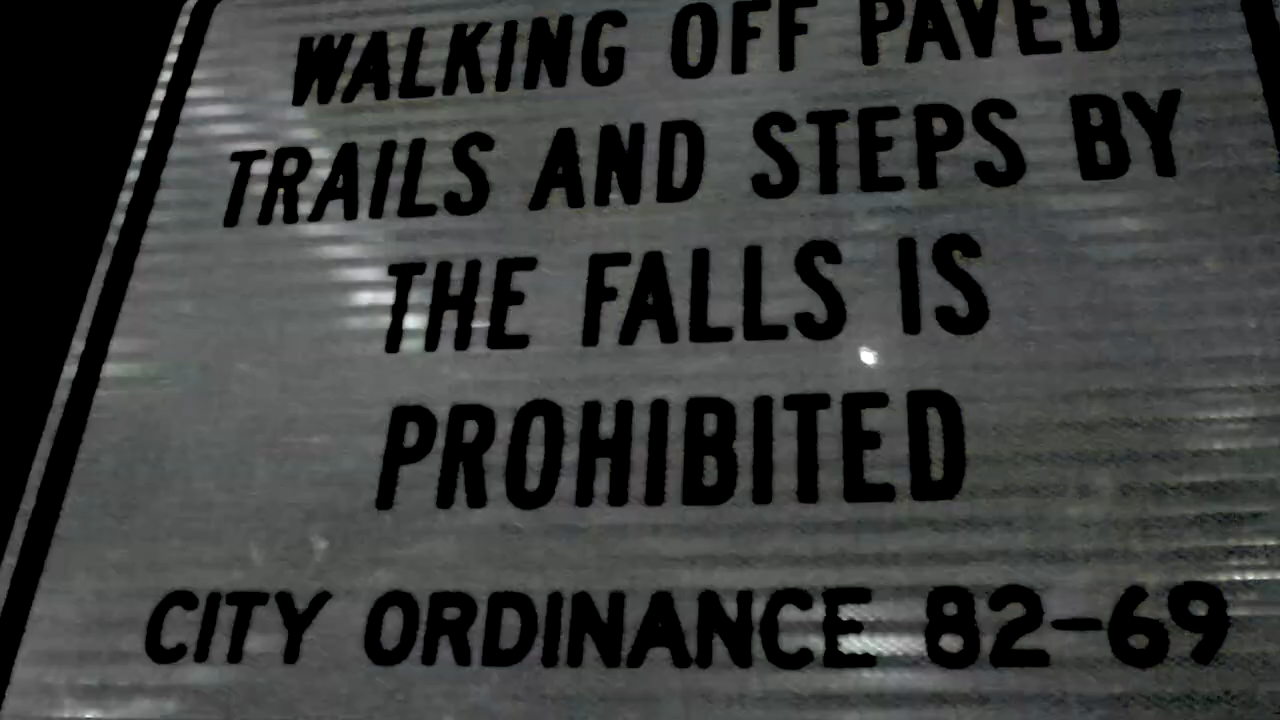 WALKING OFF PAVED
TRAILS AND STEPS BY
THE FALLS IS
PROHIBITED
CITY ORDINANCE 82-69